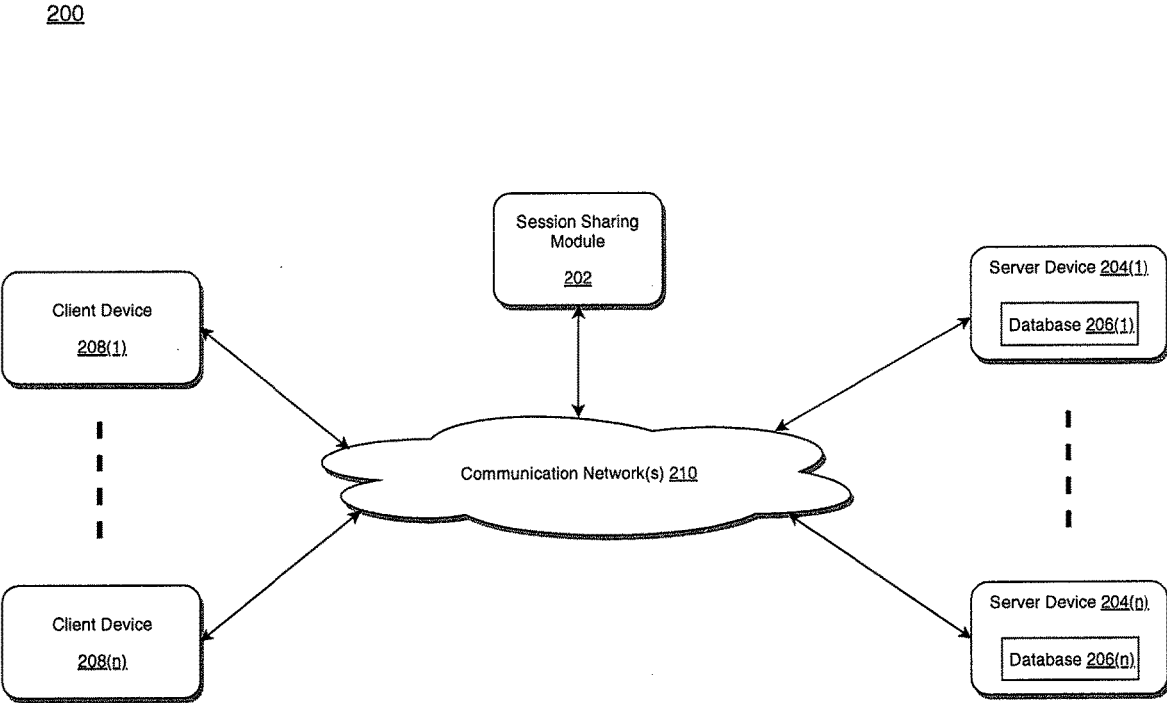 200
Session Sharing
Module
202
Client Device
208(1)
Server Device 204(1)
Database 206(1)
Communication Network(s) 210
Client Device
208(n)
Server Device 204(n)
Database 206(n)